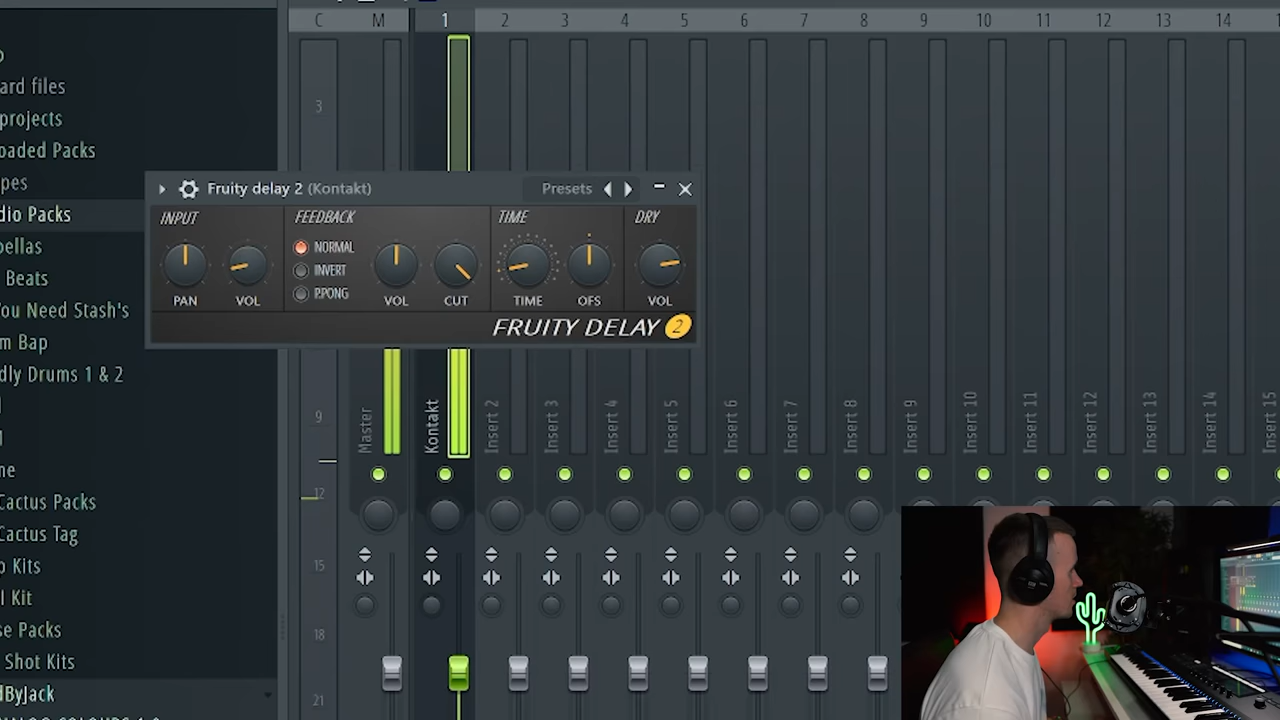 C M 1 2 3 4 5 6 7 8 9 10 11 12 13 14
ard files
projects
oaded Packs
pes
dio Packs
pellas
Beats
You Need Stash's
m Bap
dly Drums 1 & 2
ne
Cactus Packs
Cactus Tag
o Kits
l Kit
se Packs
Shot Kits
dByJack
3
Fruity delay 2 (Kontakt) Presets
INPUT FEEDBACK TIME DRY
NORMAL
INVERT
P.PONG
PAN VOL VOL CUT TIME OFS VOL
FRUITY DELAY 2
9
Master Kontakt Insert 2 Insert 3 Insert 4 Insert 5 Insert 6 Insert 7 Insert 8 Insert 9 Insert 10 Insert 11 Insert 12 Insert 13 Insert 14 Insert 15
12
15
18
21